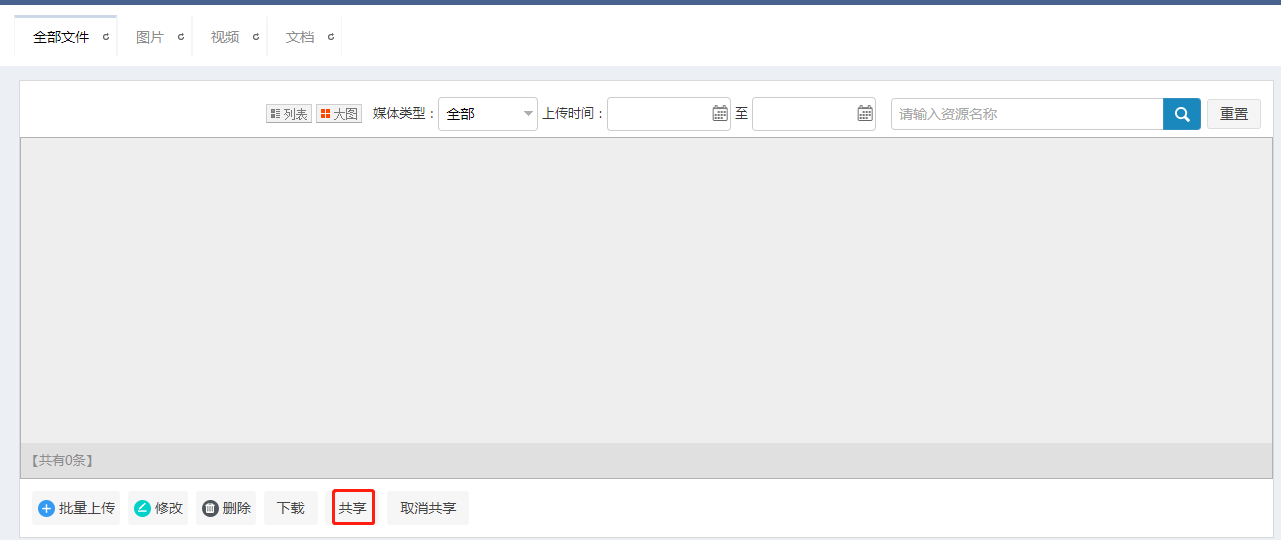 全部文件 图片 视频 文档
列表 大图 媒体类型： 全部 上传时间： 至 请输入资源名称 重置
【共有0条】
批量上传 修改 删除 下载 共享 取消共享